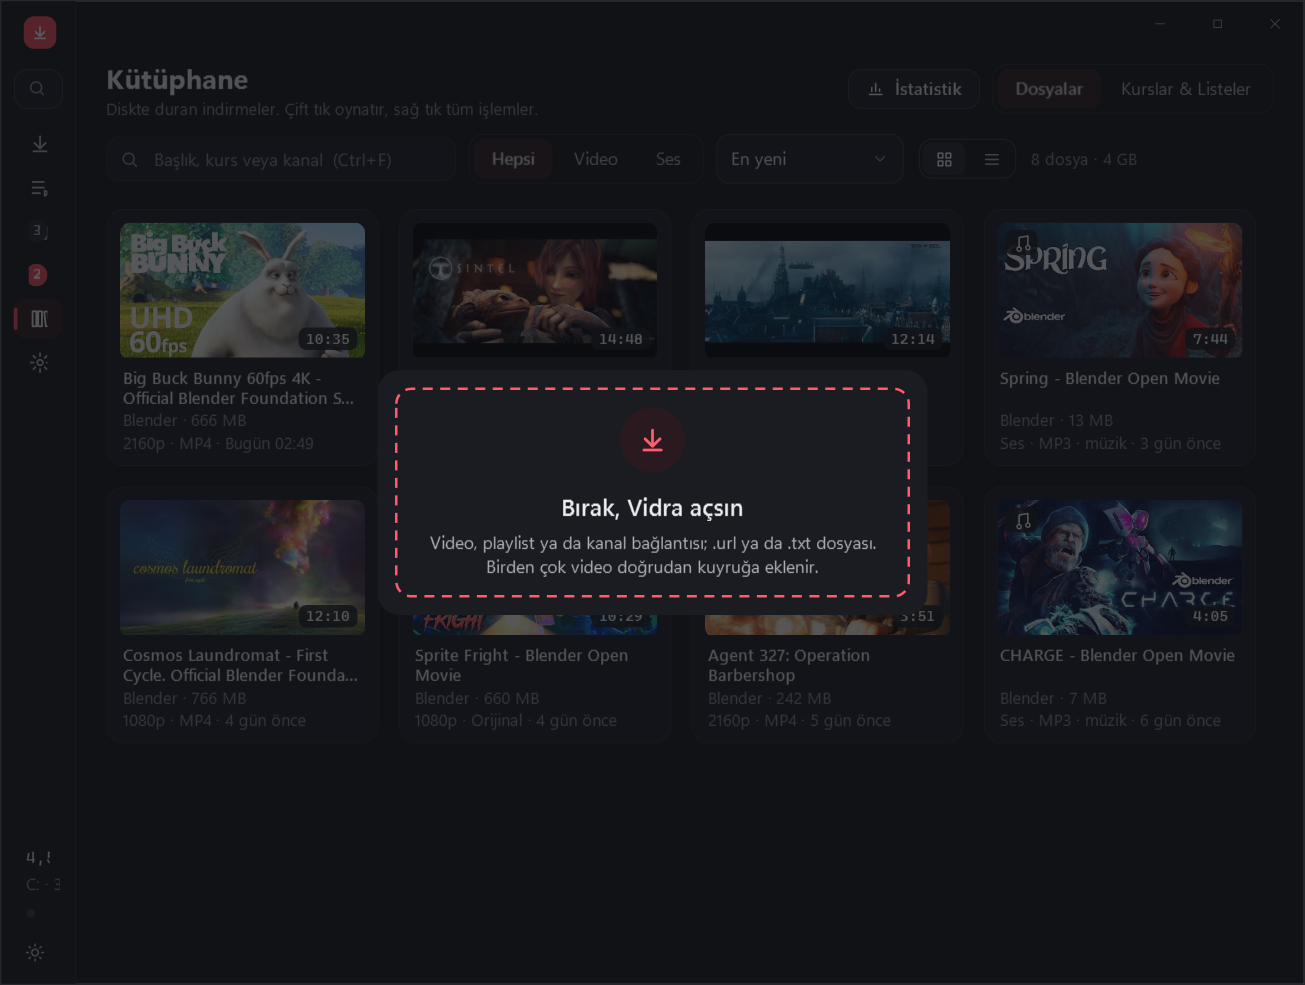 Kütüphane
Diskte duran indirmeler. Çift tık oynatır, sağ tık tüm işlemler.
İstatistik
Dosyalar
Kurslar & Listeler
Başlık, kurs veya kanal (Ctrl+F)
Hepsi
Video
Ses
En yeni
8 dosya · 4 GB
3
2
Big Buck
BUNNY
UHD
60fps
10:35
SINTEL
14:48
12:14
SPRING
blender
7:44
Big Buck Bunny 60fps 4K -
Official Blender Foundation S...
Blender · 666 MB
2160p · MP4 · Bugün 02:49
Spring - Blender Open Movie
Blender · 13 MB
Ses · MP3 · müzik · 3 gün önce
Bırak, Vidra açsın
Video, playlist ya da kanal bağlantısı; .url ya da .txt dosyası.
Birden çok video doğrudan kuyruğa eklenir.
cosmos laundromat
12:10
FRIGHT
10:29
3:51
blender
CHARGE
4:05
Cosmos Laundromat - First
Cycle. Official Blender Founda...
Blender · 766 MB
1080p · MP4 · 4 gün önce
Sprite Fright - Blender Open
Movie
Blender · 660 MB
1080p · Orijinal · 4 gün önce
Agent 327: Operation
Barbershop
Blender · 242 MB
2160p · MP4 · 5 gün önce
CHARGE - Blender Open Movie
Blender · 7 MB
Ses · MP3 · müzik · 6 gün önce
C: ·